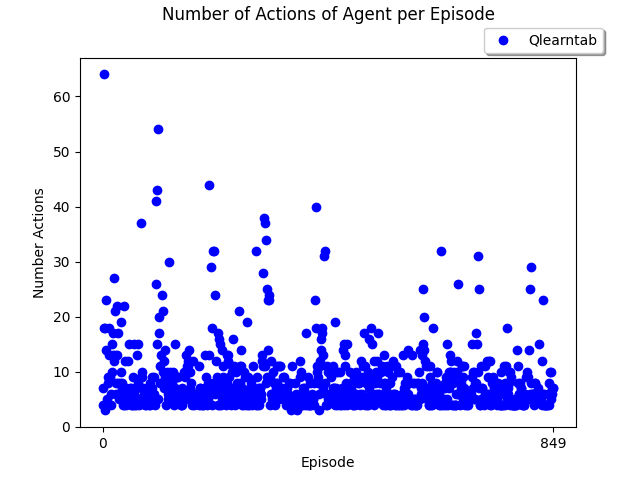 Number of Actions of Agent per Episode
Qlearntab
60
50
40
30
20
10
0
Number Actions
0 849
Episode